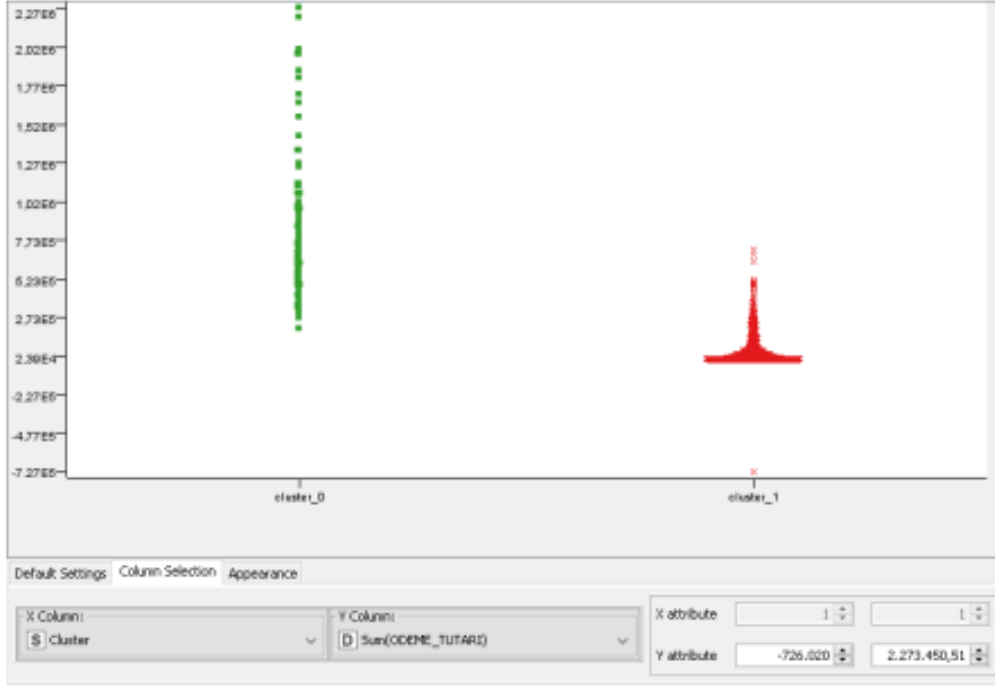 2,27E6
2,02E6
1,77E6
1,52E6
1,27E6
1,02E6
7,73E5
5,23E5
2,73E5
2,39E4
-2,27E5
-4,77E5
-7,27E5
cluster_0 cluster_1
Default Settings Column Selection Appearance
X Column: Y Column:
S Cluster D Sum(ODEME_TUTARI)
X attribute 1 1
Y attribute -726.020 2.273.450,51